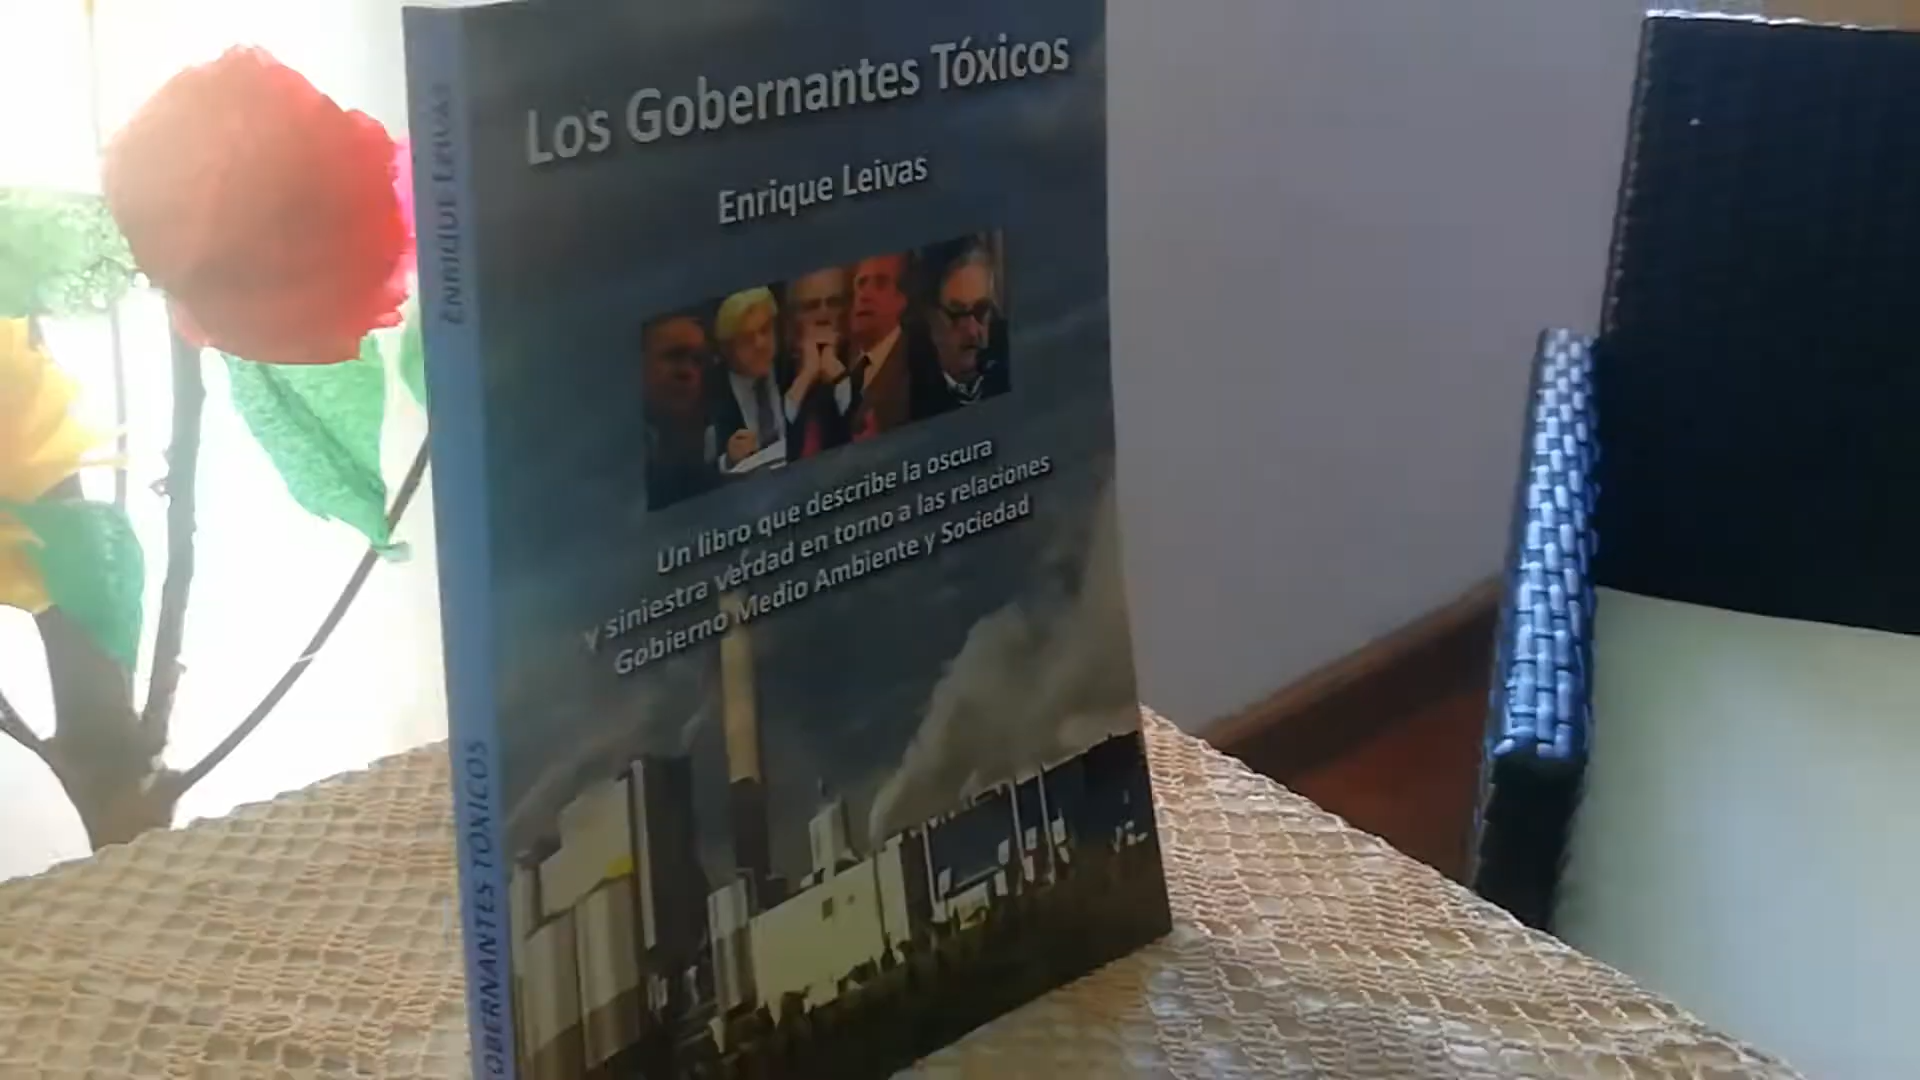 Los Gobernantes Tóxicos
Enrique Leivas
Un libro que describe la oscura
y siniestra verdad en torno a las relaciones
Gobierno Medio Ambiente y Sociedad
ENRIQUE LEIVAS
OBERNANTES TÓXICOS